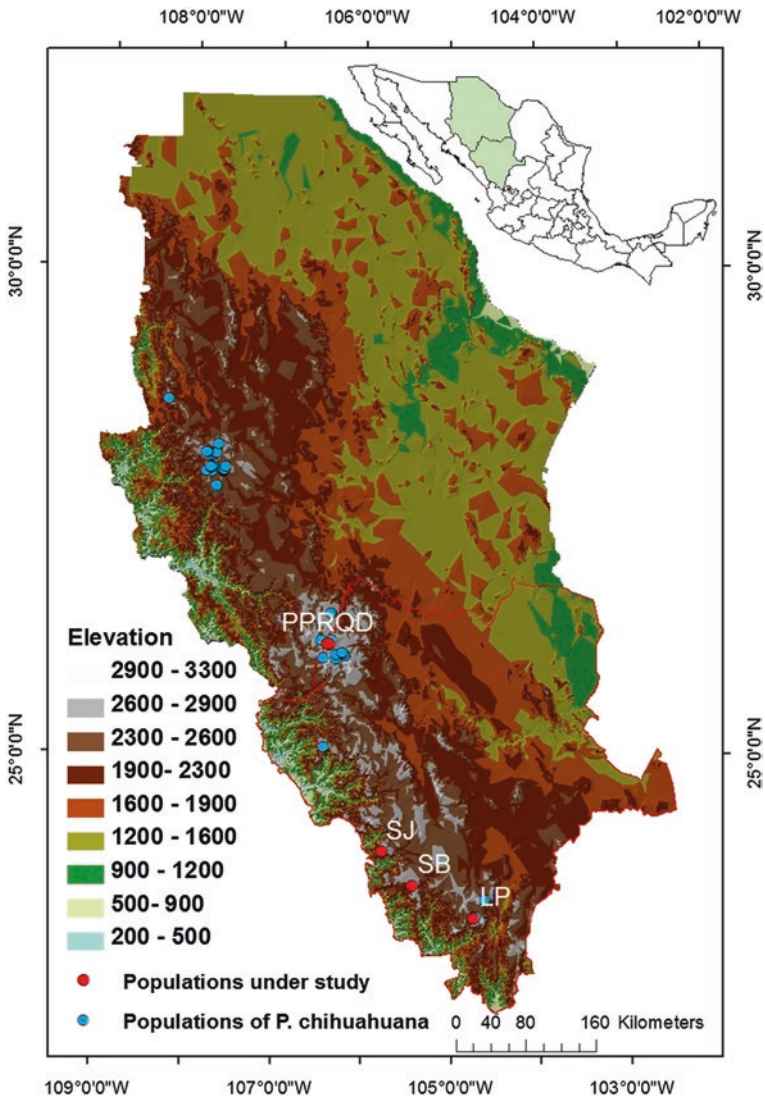 108°0'0"W 106°0'0"W 104°0'0"W 102°0'0"W
30°0'0"N
30°0'0"N
PPRQD
Elevation
2900 - 3300
2600 - 2900
2300 - 2600
1900- 2300
1600 - 1900
1200 - 1600
900 - 1200
500- 900
200 - 500
25°0'0"N
25°0'0"N
SJ
SB
LP
Populations under study
Populations of P. chihuahuana
0 40 80 160 Kilometers
109°0'0"W 107°0'0"W 105°0'0"W 103°0'0"W